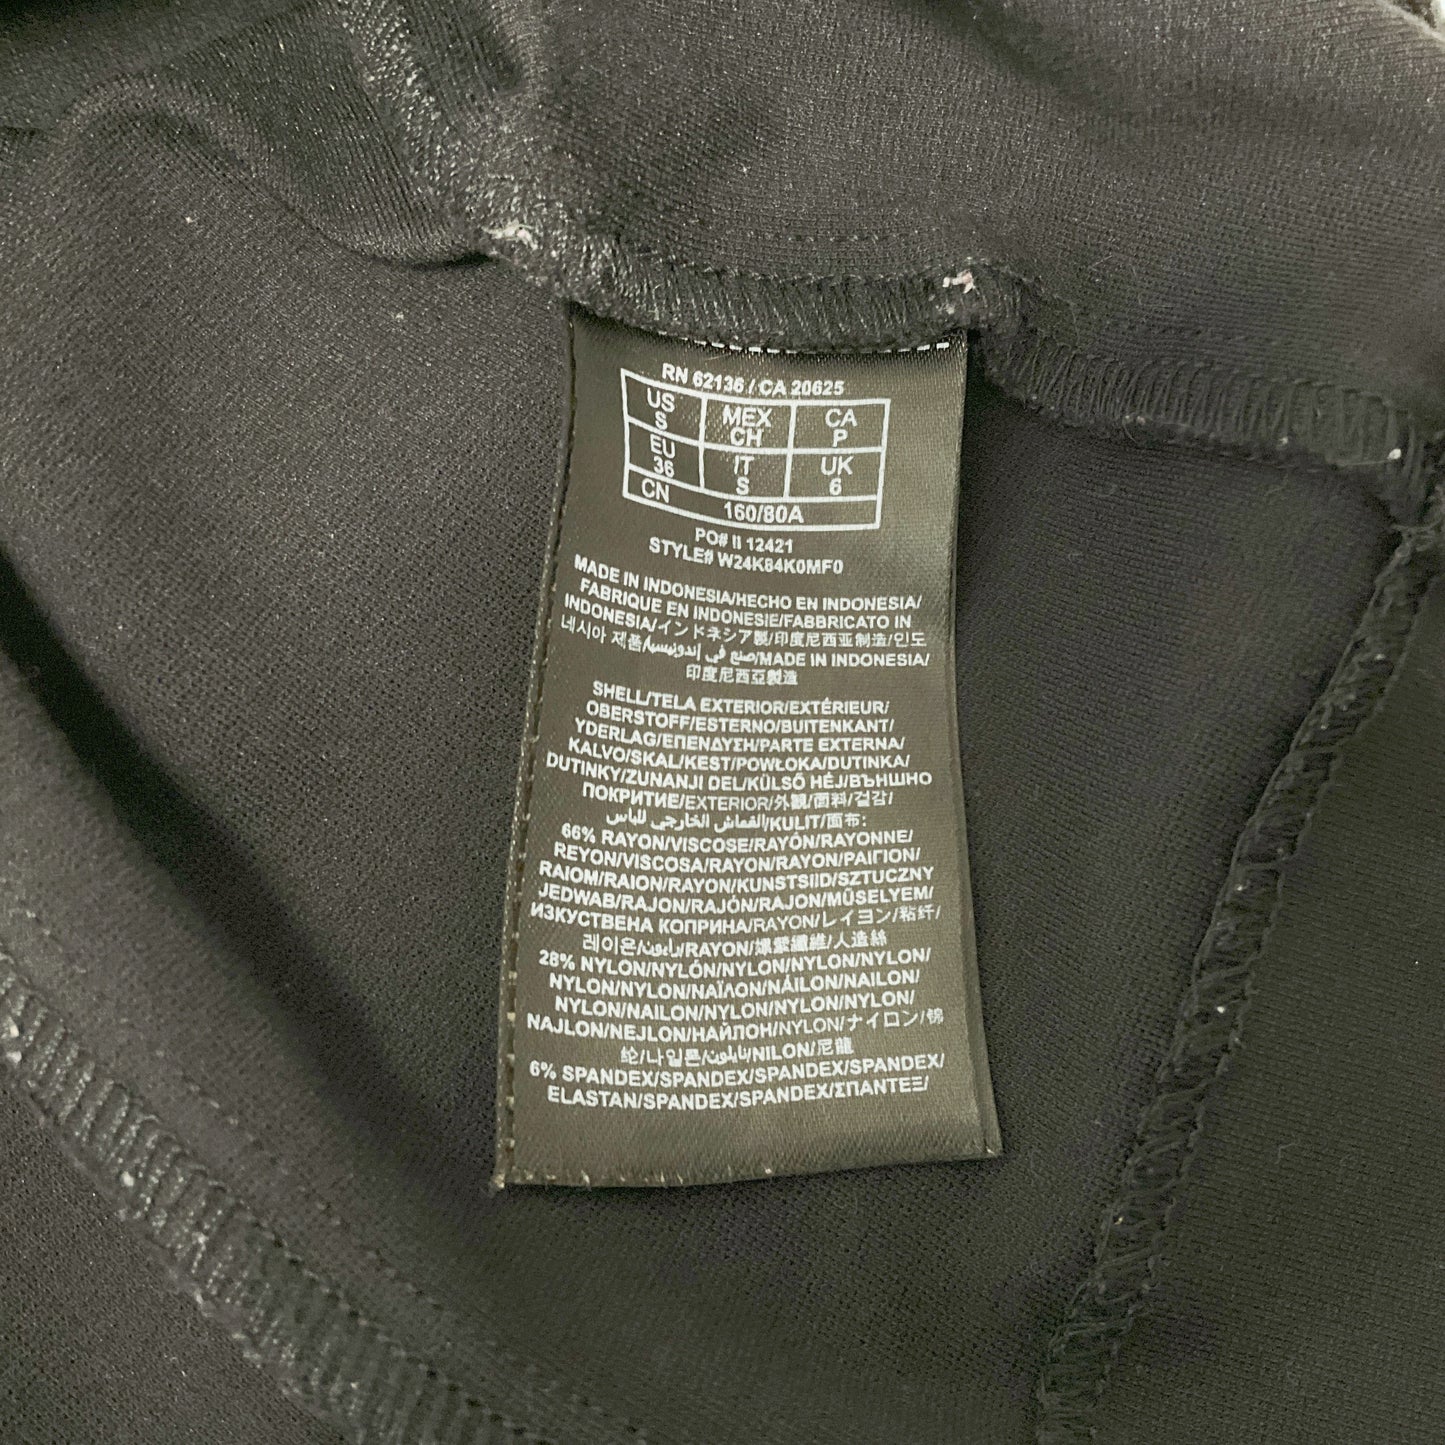 RN 62136 / CA 20625
US MEX CA
S CH P
EU IT UK
36 S 6
CN 160/80A
PO# II 12421
STYLE# W24K84K0MF0
MADE IN INDONESIA/HECHO EN INDONESIA/
FABRIQUE EN INDONESIE/FABBRICATO IN
INDONESIA/インドネシア製/印度尼西亚制造/인도
네시아 제품/صنع في إندونيسيا/MADE IN INDONESIA/
印度尼西亞製造
SHELL/TELA EXTERIOR/EXTÉRIEUR/
OBERSTOFF/ESTERNO/BUITENKANT/
YDERLAG/ΕΠΕΝΔΥΣΗ/PARTE EXTERNA/
KALVO/SKAL/KEST/POWŁOKA/DUTINKA/
DUTINKY/ZUNANJI DEL/KÜLSŐ HÉJ/ВЪНШНО
ПОКРИТИЕ/EXTERIOR/外観/面料/겉감/
القماش الخارجي للباس/KULIT/面布:
66% RAYON/VISCOSE/RAYÓN/RAYONNE/
REYON/VISCOSA/RAYON/RAYON/ΡΑΙΓΙΟΝ/
RAIOM/RAION/RAYON/KUNSTSIID/SZTUCZNY
JEDWAB/RAJON/RAJÓN/RAJON/MŰSELYEM/
ИЗКУСТВЕНА КОПРИНА/RAYON/レイヨン/粘纤/
레이온/رايون/RAYON/嫘縈纖維/人造絲
28% NYLON/NYLÓN/NYLON/NYLON/NYLON/
NYLON/NYLON/ΝΑΪΛΟΝ/NÁILON/NAILON/
NYLON/NAILON/NYLON/NYLON/NYLON/
NAJLON/NEJLON/НАЙЛОН/NYLON/ナイロン/锦
纶/나일론/نايلون/NILON/尼龍
6% SPANDEX/SPANDEX/SPANDEX/SPANDEX/
ELASTAN/SPANDEX/SPANDEX/ΣΠΑΝΤΕΞ/